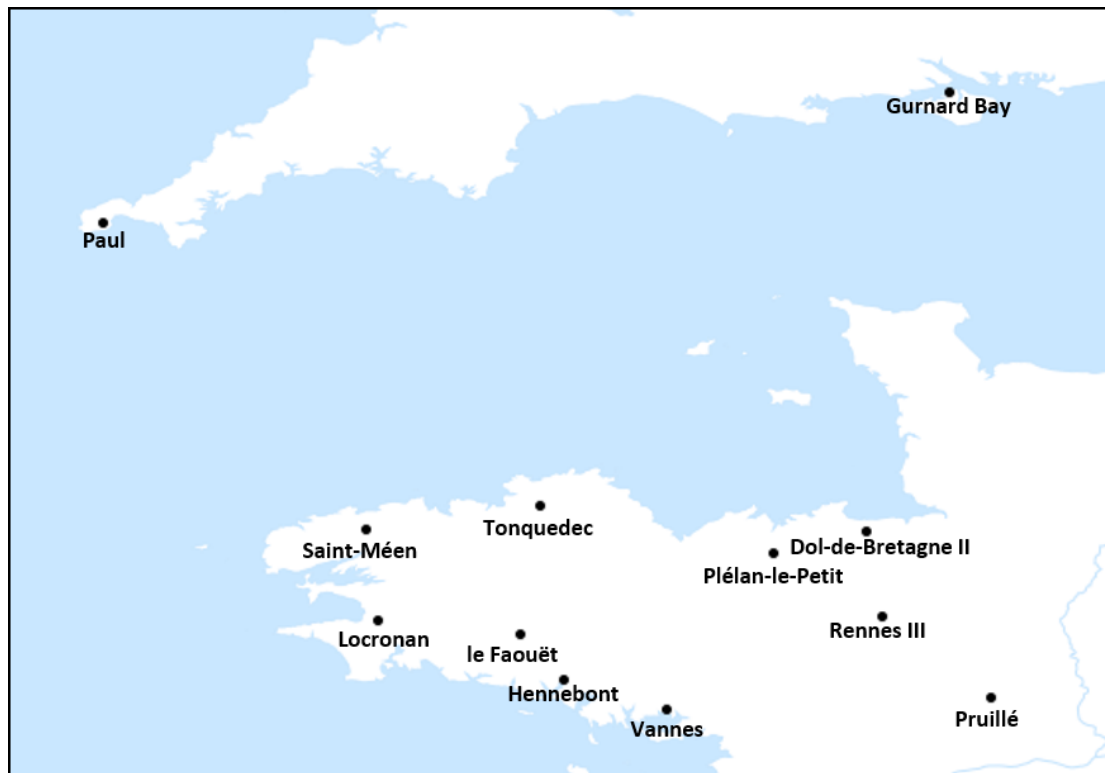 Gurnard Bay
Paul
Tonquedec
Saint-Méen
Dol-de-Bretagne II
Plélan-le-Petit
Rennes III
Locronan
le Faouët
Hennebont
Vannes
Pruillé